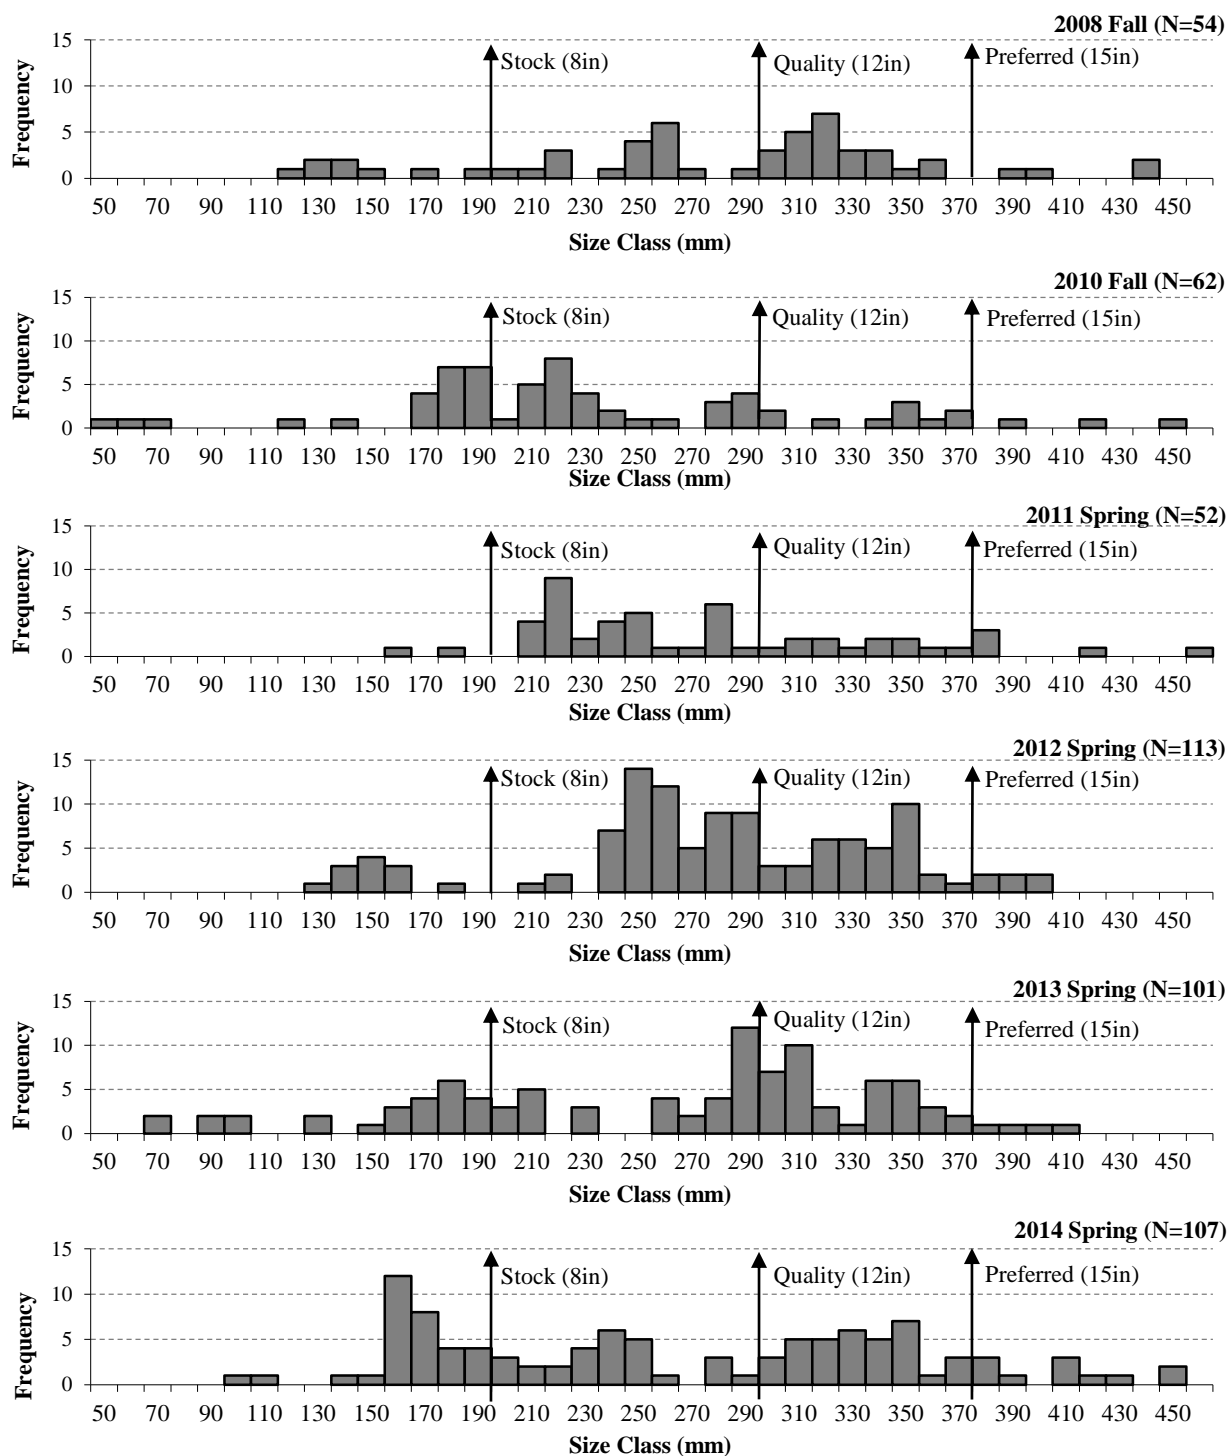 2008 Fall (N=54)
15
Stock (8in) Quality (12in) Preferred (15in)
10
5
0
Frequency
50 70 90 110 130 150 170 190 210 230 250 270 290 310 330 350 370 390 410 430 450
Size Class (mm)
2010 Fall (N=62)
15
Stock (8in) Quality (12in) Preferred (15in)
10
5
0
Frequency
50 70 90 110 130 150 170 190 210 230 250 270 290 310 330 350 370 390 410 430 450
Size Class (mm)
2011 Spring (N=52)
15
Stock (8in) Quality (12in) Preferred (15in)
10
5
0
Frequency
50 70 90 110 130 150 170 190 210 230 250 270 290 310 330 350 370 390 410 430 450
Size Class (mm)
2012 Spring (N=113)
15
Stock (8in) Quality (12in) Preferred (15in)
10
5
0
Frequency
50 70 90 110 130 150 170 190 210 230 250 270 290 310 330 350 370 390 410 430 450
Size Class (mm)
2013 Spring (N=101)
15
Stock (8in) Quality (12in) Preferred (15in)
10
5
0
Frequency
50 70 90 110 130 150 170 190 210 230 250 270 290 310 330 350 370 390 410 430 450
Size Class (mm)
2014 Spring (N=107)
15
Stock (8in) Quality (12in) Preferred (15in)
10
5
0
Frequency
50 70 90 110 130 150 170 190 210 230 250 270 290 310 330 350 370 390 410 430 450
Size Class (mm)